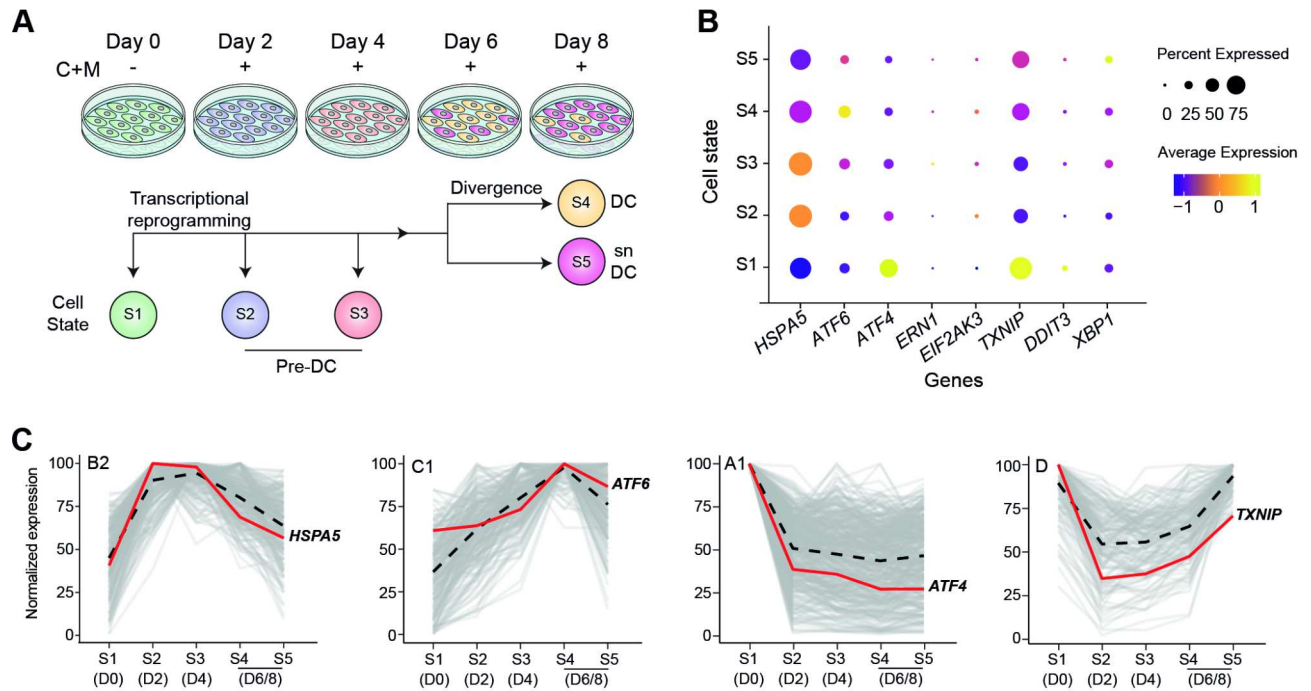 A
Day 0 Day 2 Day 4 Day 6 Day 8
C+M - + + + +
Transcriptional
reprogramming
Divergence
S4 DC
S5 sn
DC
Cell
State
S1 S2 S3
Pre-DC
B
Cell state
S5
S4
S3
S2
S1
HSPA5 ATF6 ATF4 ERN1 EIF2AK3 TXNIP DDIT3 XBP1
Genes
Percent Expressed
0 25 50 75
Average Expression
−1 0 1
C
Normalized expression
B2
100
75
50
25
0
HSPA5
S1 S2 S3 S4 S5
(D0) (D2) (D4) (D6/8)
C1
100
75
50
25
0
ATF6
S1 S2 S3 S4 S5
(D0) (D2) (D4) (D6/8)
A1
100
75
50
25
0
ATF4
S1 S2 S3 S4 S5
(D0) (D2) (D4) (D6/8)
D
100
75
50
25
0
TXNIP
S1 S2 S3 S4 S5
(D0) (D2) (D4) (D6/8)